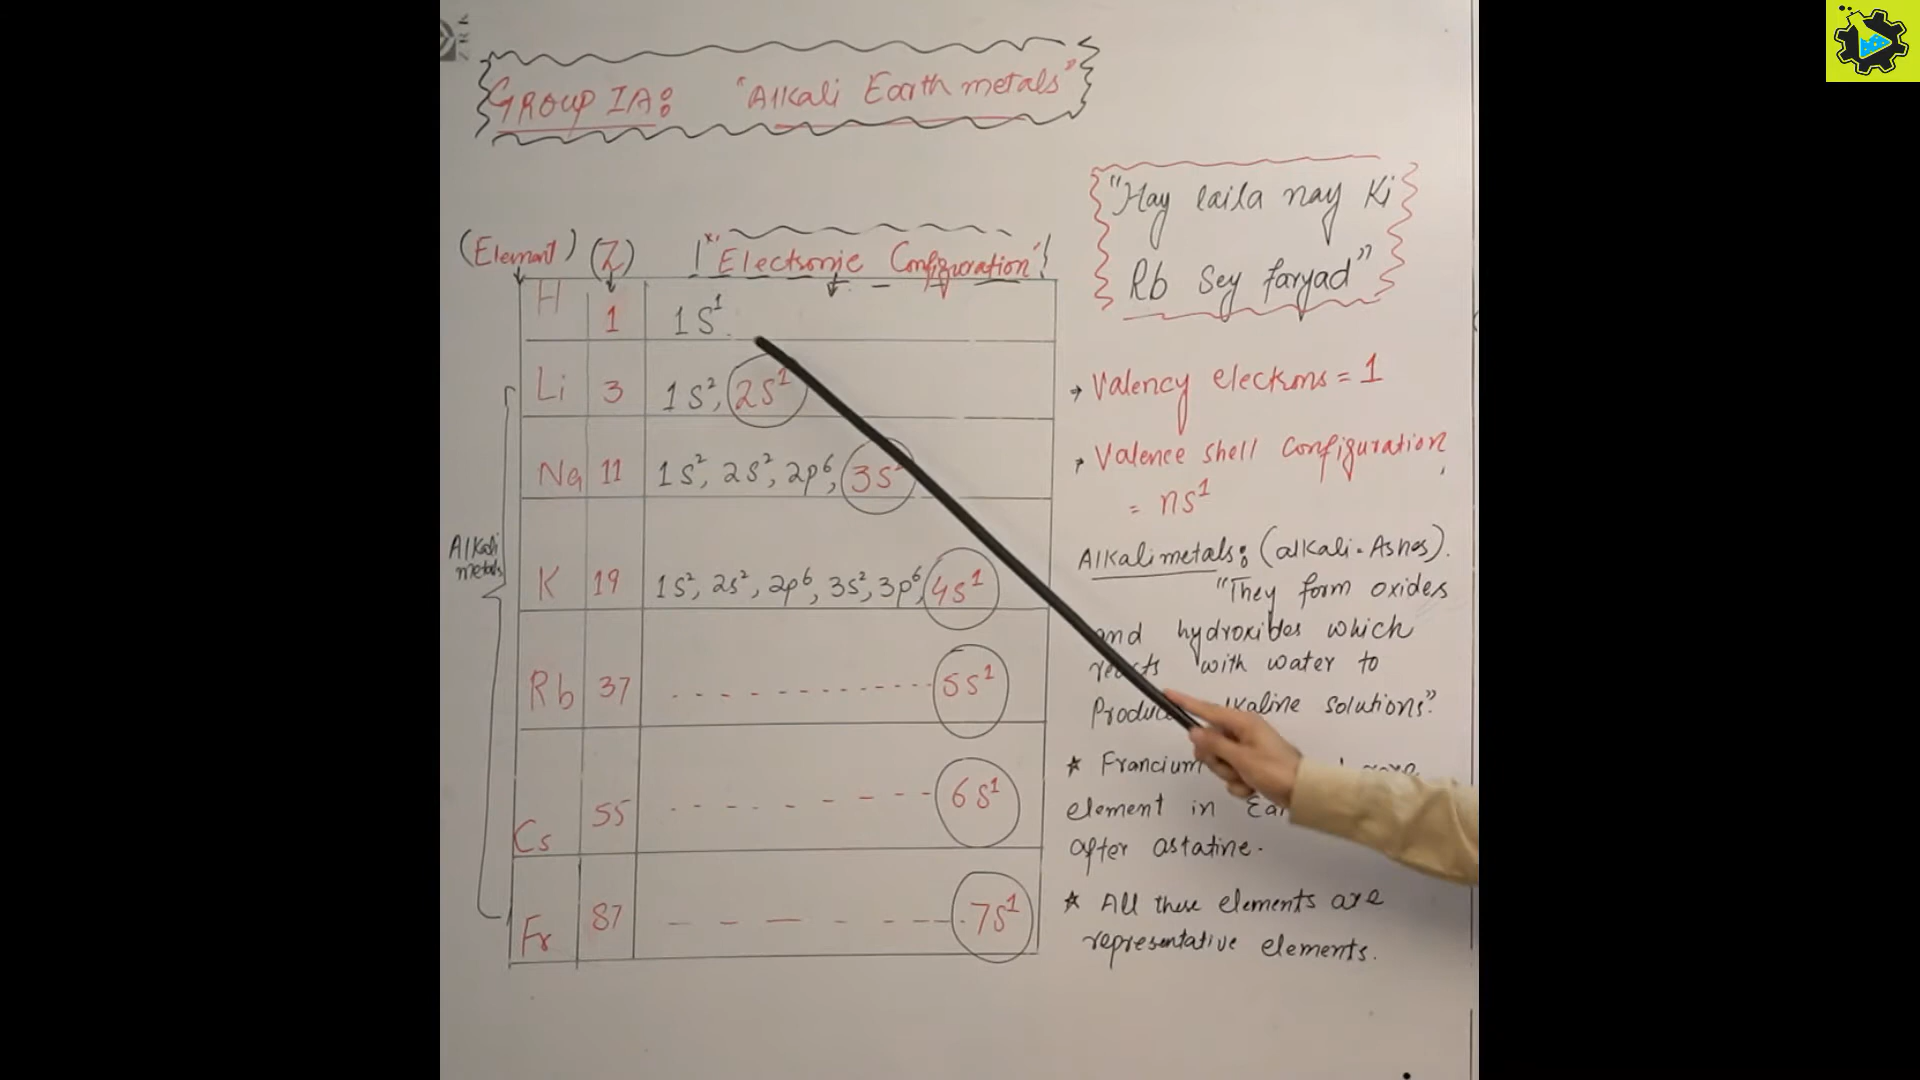 GROUP IA: "Alkali Earth metals"
"Hay laila nay Ki
Rb Sey faryad"
(Element) (Z) "Electronic Configuration"
H 1 1S¹
Li 3 1S², 2S¹
Na 11 1S², 2S², 2p⁶, 3S¹
K 19 1S², 2S², 2p⁶, 3S², 3p⁶, 4S¹
Rb 37 - - - - - - - - - - - - 5S¹
Cs 55 - - - - - - - - 6S¹
Fr 87 - - - - - - 7S¹
Alkali
metals
→ Valency electrons = 1
→ Valence shell configuration
= nS¹
Alkali metals: (alkali = Ashes).
"They form oxides
and hydroxides which
reacts with water to
Produce alkaline solutions".
★ Francium
element in
after astatine.
★ All these elements are
representative elements.